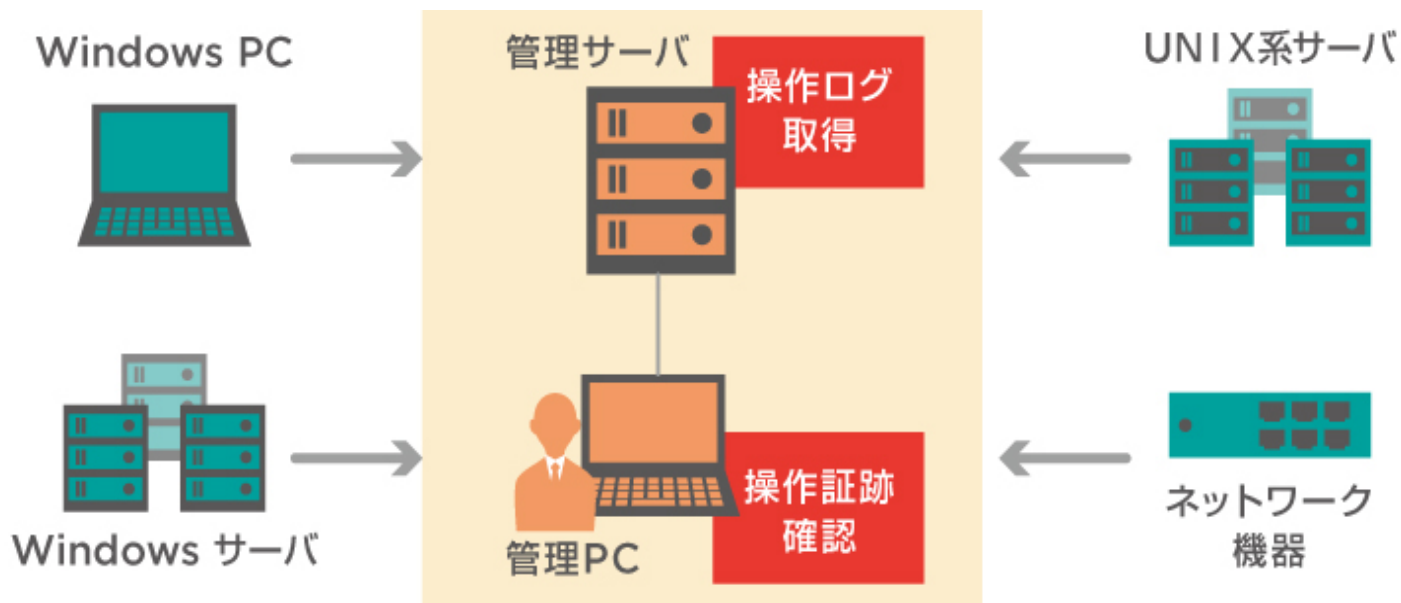 Windows PC
管理サーバ
操作ログ
取得
UNIX系サーバ
Windows サーバ
管理PC
操作証跡
確認
ネットワーク
機器